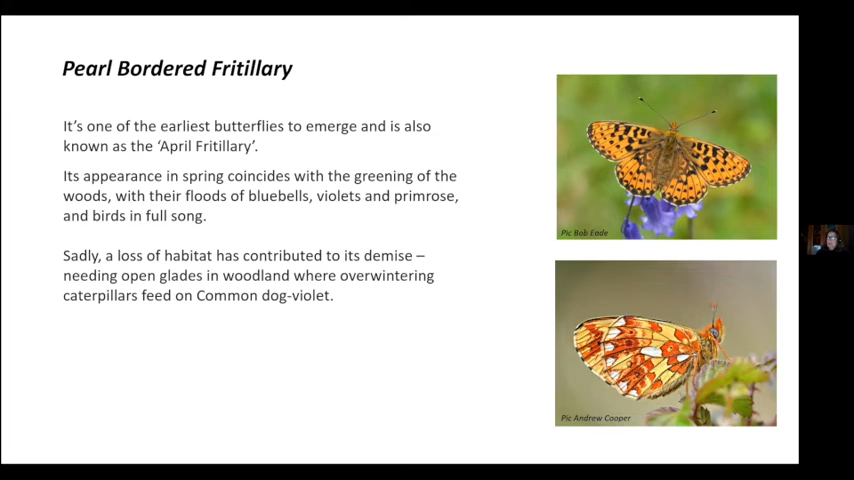 Pearl Bordered Fritillary
It's one of the earliest butterflies to emerge and is also
known as the 'April Fritillary'.
Its appearance in spring coincides with the greening of the
woods, with their floods of bluebells, violets and primrose,
and birds in full song.
Sadly, a loss of habitat has contributed to its demise –
needing open glades in woodland where overwintering
caterpillars feed on Common dog-violet.
Pic Bob Eade
Pic Andrew Cooper